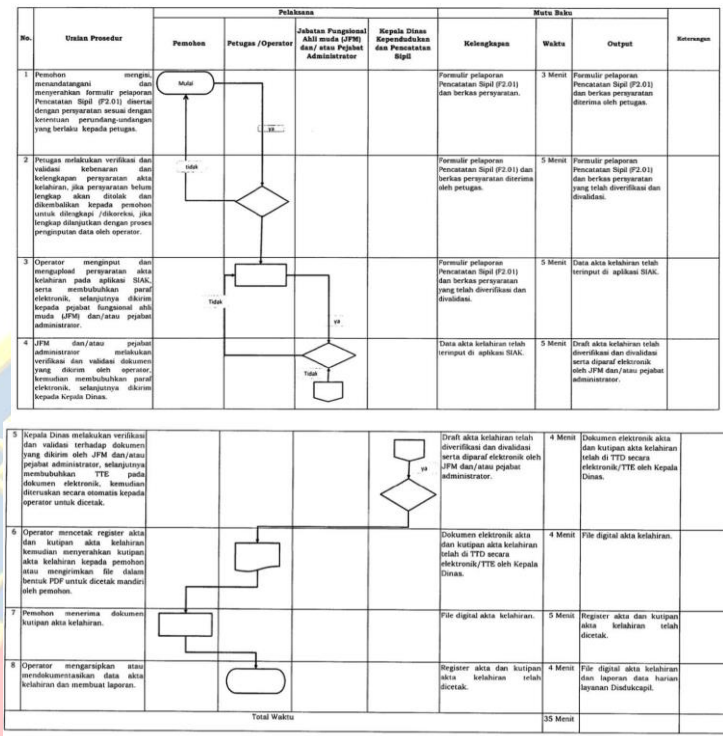 Pelaksana
Mutu Baku
No.
Uraian Prosedur
Pemohon
Petugas /Operator
Jabatan Fungsional
Ahli muda (JFM)
dan/ atau Pejabat
Administrator
Kepala Dinas
Kependudukan
dan Pencatatan
Sipil
Kelengkapan
Waktu
Output
Keterangan
1
Pemohon mengisi,
menandatangani dan
menyerahkan formulir pelaporan
Pencatatan Sipil (F2.01) disertai
dengan persyaratan sesuai dengan
ketentuan perundang-undangan
yang berlaku kepada petugas.
Mulai
ya
Formulir pelaporan
Pencatatan Sipil (F2.01)
dan berkas persyaratan.
3 Menit
Formulir pelaporan
Pencatatan Sipil (F2.01)
dan berkas persyaratan
diterima oleh petugas.
2
Petugas melakukan verifikasi dan
validasi kebenaran dan
kelengkapan persyaratan akta
kelahiran, jika persyaratan belum
lengkap akan ditolak dan
dikembalikan kepada pemohon
untuk dilengkapi /dikoreksi, jika
lengkap dilanjutkan dengan proses
penginputan data oleh operator.
tidak
Formulir pelaporan
Pencatatan Sipil (F2.01) dan
berkas persyaratan diterima
oleh petugas.
5 Menit
Formulir pelaporan
Pencatatan Sipil (F2.01)
dan berkas persyaratan
yang telah diverifikasi dan
divalidasi.
3
Operator menginput dan
mengupload persyaratan akta
kelahiran pada aplikasi SIAK,
serta membubuhkan paraf
elektronik, selanjutnya dikirim
kepada pejabat fungsional ahli
muda (JFM) dan/atau pejabat
administrator.
Tidak
ya
Formulir pelaporan
Pencatatan Sipil (F2.01)
dan berkas persyaratan
yang telah diverifikasi dan
divalidasi.
5 Menit
Data akta kelahiran telah
terinput di aplikasi SIAK.
4
JFM dan/atau pejabat
administrator melakukan
verifikasi dan validasi dokumen
yang dikirim oleh operator,
kemudian membubuhkan paraf
elektronik, selanjutnya dikirim
kepada Kepala Dinas.
Tidak
Data akta kelahiran telah
terinput di aplikasi SIAK.
5 Menit
Draft akta kelahiran telah
diverifikasi dan divalidasi
serta diparaf elektronik
oleh JFM dan/atau pejabat
administrator.
5
Kepala Dinas melakukan verifikasi
dan validasi terhadap dokumen
yang dikirim oleh JFM dan/atau
pejabat administrator, selanjutnya
membubuhkan TTE pada
dokumen elektronik, kemudian
diteruskan secara otomatis kepada
operator untuk dicetak.
ya
Draft akta kelahiran telah
diverifikasi dan divalidasi
serta diparaf elektronik oleh
JFM dan/atau pejabat
administrator.
4 Menit
Dokumen elektronik akta
dan kutipan akta kelahiran
telah di TTD secara
elektronik/TTE oleh Kepala
Dinas.
6
Operator mencetak register akta
dan kutipan akta kelahiran
kemudian menyerahkan kutipan
akta kelahiran kepada pemohon
atau mengirimkan file dalam
bentuk PDF untuk dicetak mandiri
oleh pemohon.
Dokumen elektronik akta
dan kutipan akta kelahiran
telah di TTD secara
elektronik/TTE oleh Kepala
Dinas.
4 Menit
File digital akta kelahiran.
7
Pemohon menerima dokumen
kutipan akta kelahiran.
File digital akta kelahiran.
5 Menit
Register akta dan kutipan
akta kelahiran telah
dicetak.
8
Operator mengarsipkan atau
mendokumentasikan data akta
kelahiran dan membuat laporan.
Register akta dan kutipan
akta kelahiran telah
dicetak.
4 Menit
File digital akta kelahiran
dan laporan data harian
layanan Disdukcapil.
Total Waktu
35 Menit